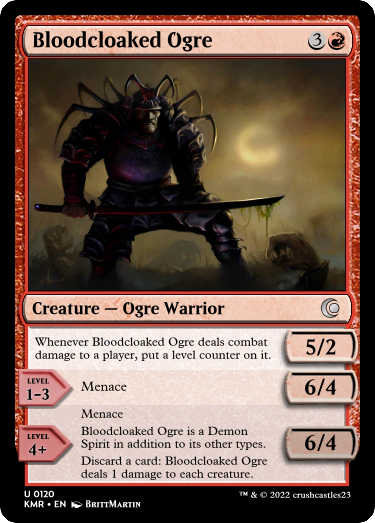 Bloodcloaked Ogre 3
Creature — Ogre Warrior
Whenever Bloodcloaked Ogre deals combat
damage to a player, put a level counter on it.
5/2
LEVEL
1-3
Menace
6/4
LEVEL
4+
Menace
Bloodcloaked Ogre is a Demon
Spirit in addition to its other types.
Discard a card: Bloodcloaked Ogre
deals 1 damage to each creature.
6/4
U 0120
KMR • EN BRITTMARTIN
™ & © 2022 crushcastles23